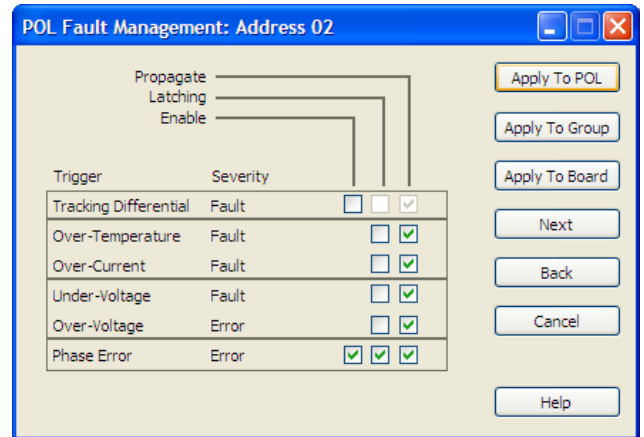 POL Fault Management: Address 02
Propagate
Latching
Enable
Trigger Severity
Tracking Differential Fault
Over-Temperature Fault
Over-Current Fault
Under-Voltage Fault
Over-Voltage Error
Phase Error Error
Apply To POL
Apply To Group
Apply To Board
Next
Back
Cancel
Help